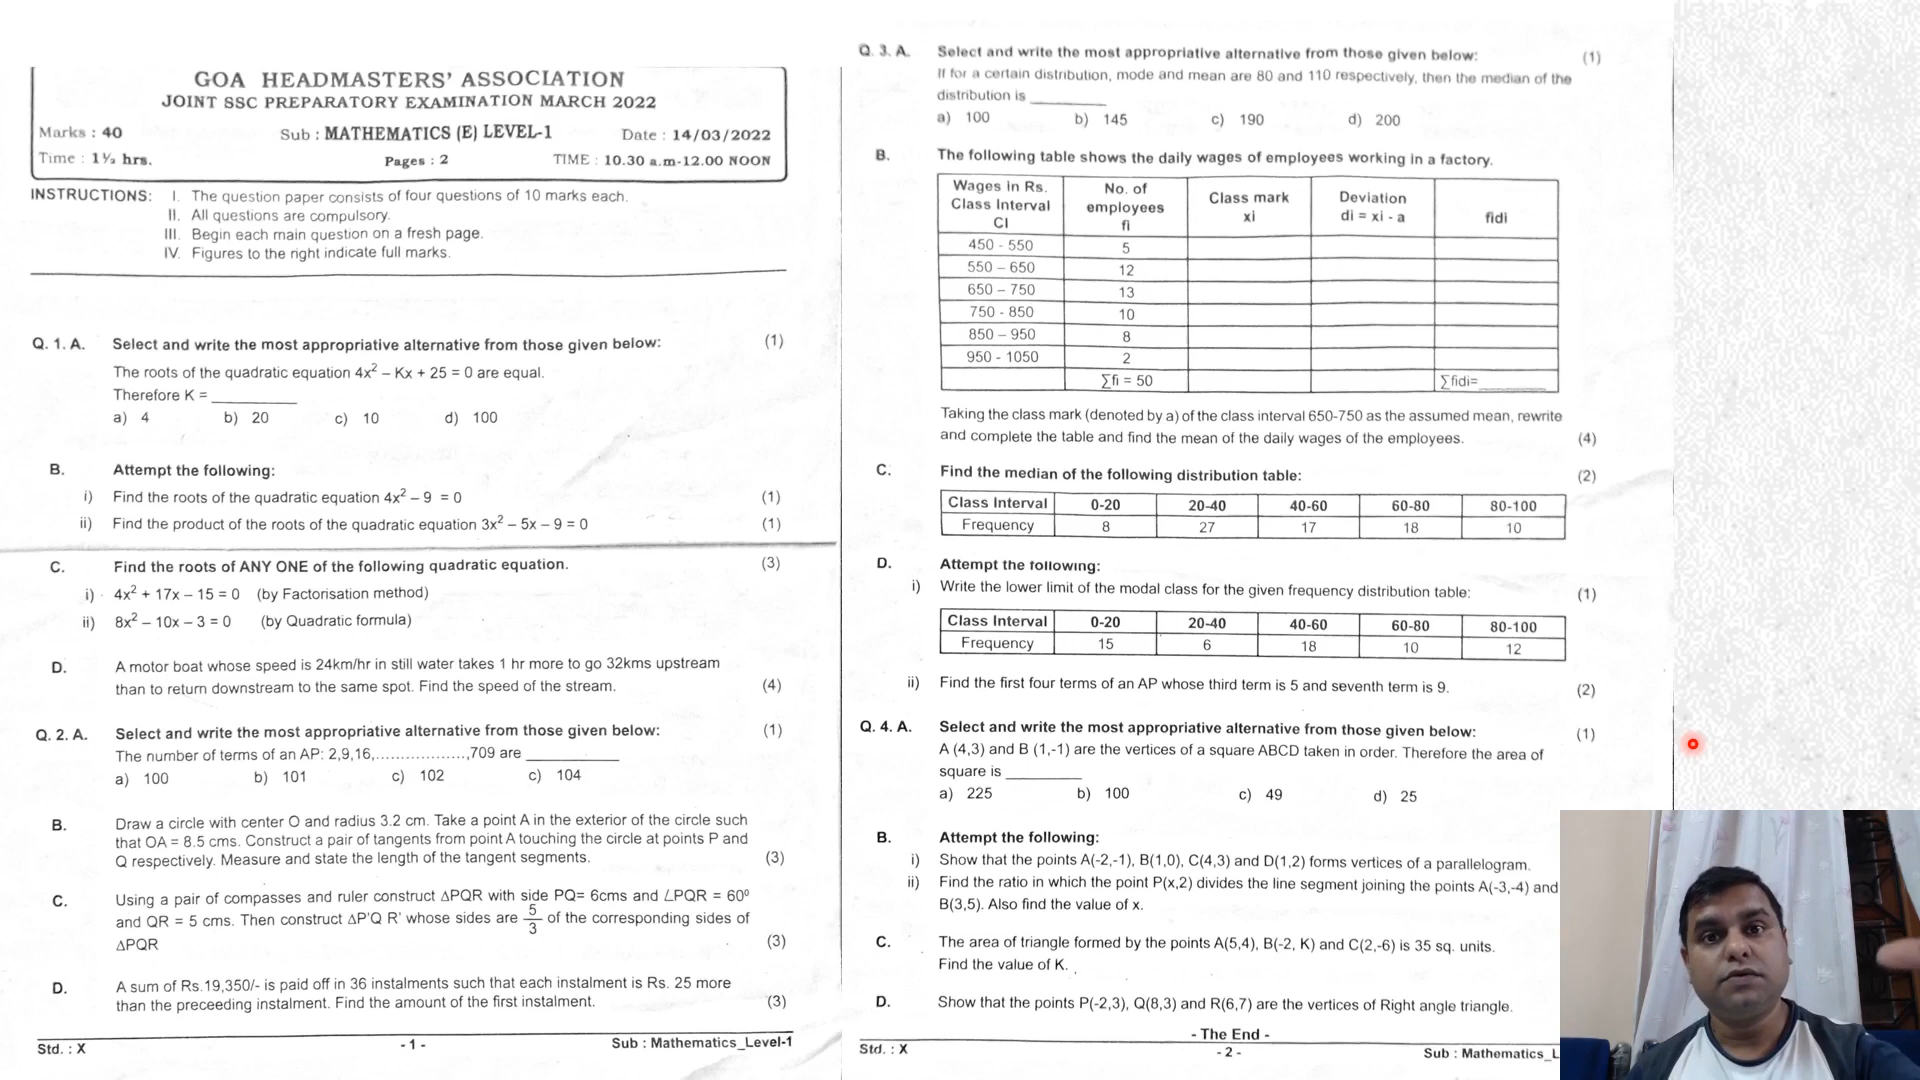 GOA HEADMASTERS' ASSOCIATION
JOINT SSC PREPARATORY EXAMINATION MARCH 2022
Marks : 40 Sub : MATHEMATICS (E) LEVEL-1 Date : 14/03/2022
Time : 1½ hrs. Pages : 2 TIME : 10.30 a.m-12.00 NOON
INSTRUCTIONS: I. The question paper consists of four questions of 10 marks each.
II. All questions are compulsory.
III. Begin each main question on a fresh page.
IV. Figures to the right indicate full marks.
Q. 1. A. Select and write the most appropriative alternative from those given below: (1)
The roots of the quadratic equation 4x² – Kx + 25 = 0 are equal.
Therefore K = ________
a) 4 b) 20 c) 10 d) 100
B. Attempt the following:
i) Find the roots of the quadratic equation 4x² – 9 = 0 (1)
ii) Find the product of the roots of the quadratic equation 3x² – 5x – 9 = 0 (1)
C. Find the roots of ANY ONE of the following quadratic equation. (3)
i) 4x² + 17x – 15 = 0 (by Factorisation method)
ii) 8x² – 10x – 3 = 0 (by Quadratic formula)
D. A motor boat whose speed is 24km/hr in still water takes 1 hr more to go 32kms upstream
than to return downstream to the same spot. Find the speed of the stream. (4)
Q. 2. A. Select and write the most appropriative alternative from those given below: (1)
The number of terms of an AP: 2,9,16,..................,709 are ________
a) 100 b) 101 c) 102 c) 104
B. Draw a circle with center O and radius 3.2 cm. Take a point A in the exterior of the circle such
that OA = 8.5 cms. Construct a pair of tangents from point A touching the circle at points P and
Q respectively. Measure and state the length of the tangent segments. (3)
C. Using a pair of compasses and ruler construct ΔPQR with side PQ= 6cms and ∠PQR = 60⁰
and QR = 5 cms. Then construct ΔP'Q R' whose sides are 5/3 of the corresponding sides of
ΔPQR (3)
D. A sum of Rs.19,350/- is paid off in 36 instalments such that each instalment is Rs. 25 more
than the preceeding instalment. Find the amount of the first instalment. (3)
Std. : X - 1 - Sub : Mathematics_Level-1
Q. 3. A. Select and write the most appropriative alternative from those given below: (1)
If for a certain distribution, mode and mean are 80 and 110 respectively, then the median of the
distribution is ________
a) 100 b) 145 c) 190 d) 200
B. The following table shows the daily wages of employees working in a factory.
Wages in Rs. Class Interval CI No. of employees fi Class mark xi Deviation di = xi - a fidi
450 - 550 5
550 – 650 12
650 – 750 13
750 - 850 10
850 – 950 8
950 - 1050 2
∑fi = 50 ∑fidi=________
Taking the class mark (denoted by a) of the class interval 650-750 as the assumed mean, rewrite
and complete the table and find the mean of the daily wages of the employees. (4)
C. Find the median of the following distribution table: (2)
Class Interval 0-20 20-40 40-60 60-80 80-100
Frequency 8 27 17 18 10
D. Attempt the following:
i) Write the lower limit of the modal class for the given frequency distribution table: (1)
Class Interval 0-20 20-40 40-60 60-80 80-100
Frequency 15 6 18 10 12
ii) Find the first four terms of an AP whose third term is 5 and seventh term is 9. (2)
Q. 4. A. Select and write the most appropriative alternative from those given below: (1)
A (4,3) and B (1,-1) are the vertices of a square ABCD taken in order. Therefore the area of
square is ________
a) 225 b) 100 c) 49 d) 25
B. Attempt the following:
i) Show that the points A(-2,-1), B(1,0), C(4,3) and D(1,2) forms vertices of a parallelogram.
ii) Find the ratio in which the point P(x,2) divides the line segment joining the points A(-3,-4) and
B(3,5). Also find the value of x.
C. The area of triangle formed by the points A(5,4), B(-2, K) and C(2,-6) is 35 sq. units.
Find the value of K.
D. Show that the points P(-2,3), Q(8,3) and R(6,7) are the vertices of Right angle triangle.
- The End -
Std. : X - 2 - Sub : Mathematics_L